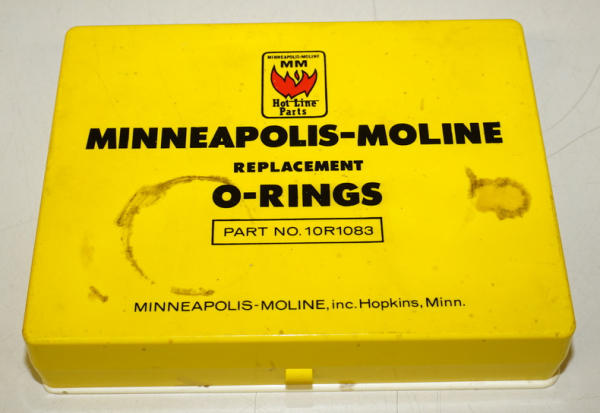 MINNEAPOLIS-MOLINE
MM
Hot Line
Parts
MINNEAPOLIS-MOLINE
REPLACEMENT
O-RINGS
PART NO. 10R1083
MINNEAPOLIS-MOLINE, inc. Hopkins, Minn.